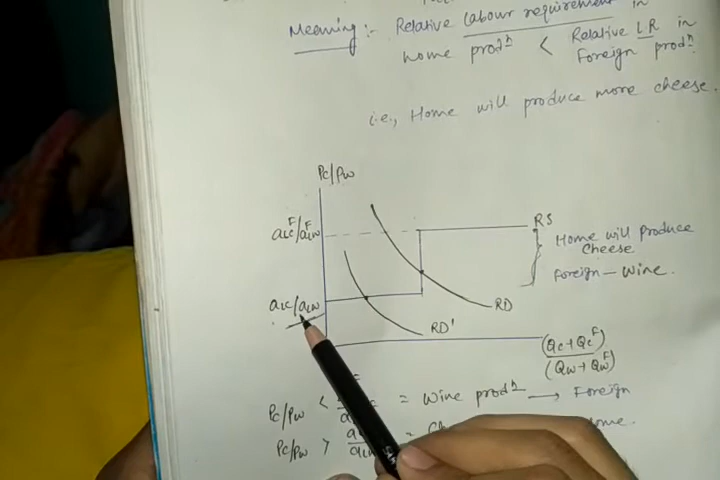 Meaning:- Relative labour requirement in
home prodⁿ < Relative LR in
Foreign prodⁿ.
i.e., Home will produce more cheese.
Pc/Pw
aLc^F/aLw^F
RS
Home will produce
cheese
Foreign — Wine.
aLc/aLw
RD
RD'
(Qc+Qc^F)
(Qw+Qw^F)
Pc/Pw < = Wine prodⁿ → Foreign
Pc/Pw > =